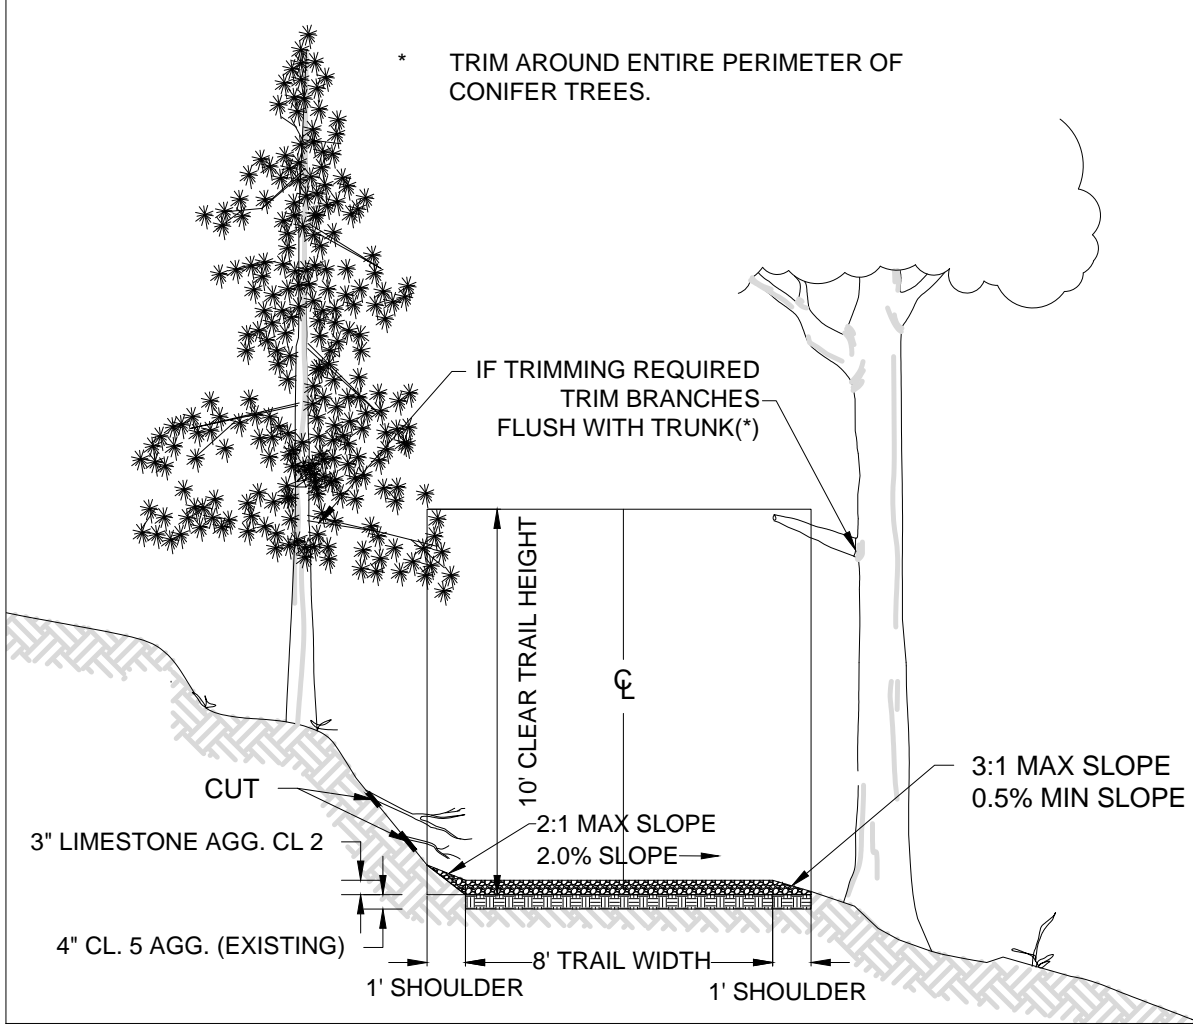 * TRIM AROUND ENTIRE PERIMETER OF
CONIFER TREES.
IF TRIMMING REQUIRED
TRIM BRANCHES
FLUSH WITH TRUNK(*)
10' CLEAR TRAIL HEIGHT
CL
CUT
3:1 MAX SLOPE
0.5% MIN SLOPE
2:1 MAX SLOPE
2.0% SLOPE
3" LIMESTONE AGG. CL 2
4" CL. 5 AGG. (EXISTING)
8' TRAIL WIDTH
1' SHOULDER
1' SHOULDER